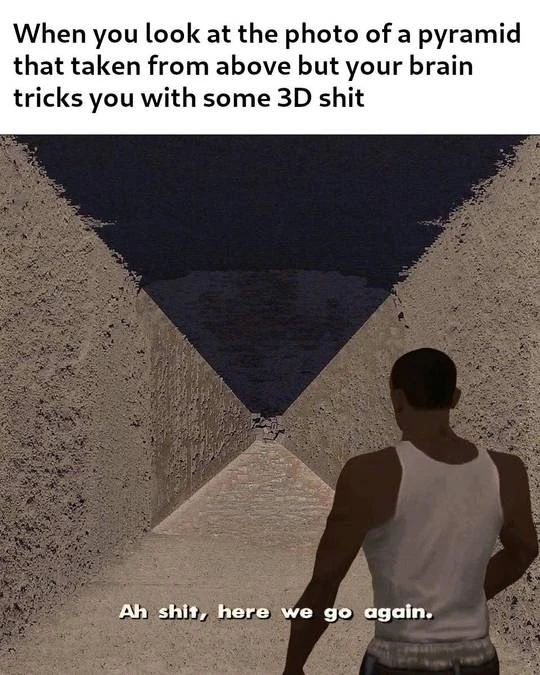 When you look at the photo of a pyramid
that taken from above but your brain
tricks you with some 3D shit
Ah shit, here we go again.